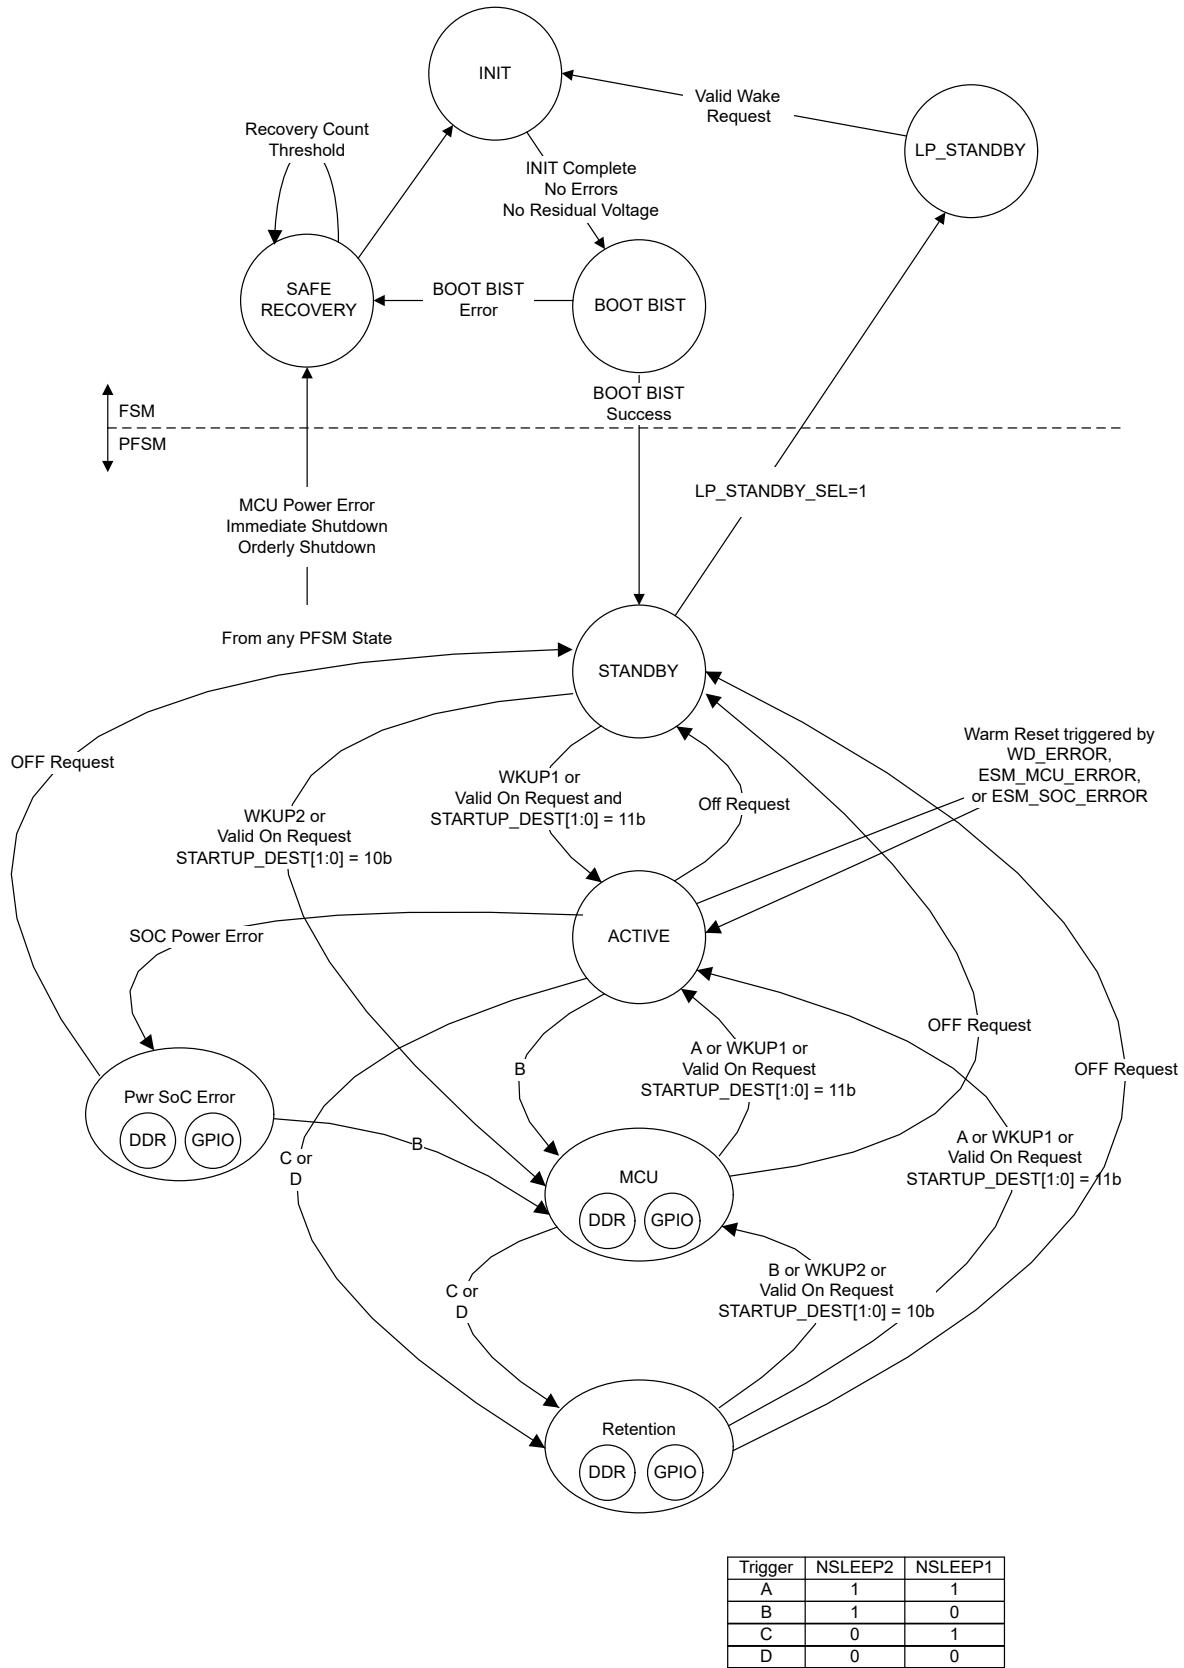 INIT
Valid Wake
Request
LP_STANDBY
Recovery Count
Threshold
INIT Complete
No Errors
No Residual Voltage
SAFE
RECOVERY
BOOT BIST
Error
BOOT BIST
BOOT BIST
Success
FSM
PFSM
LP_STANDBY_SEL=1
MCU Power Error
Immediate Shutdown
Orderly Shutdown
From any PFSM State
STANDBY
OFF Request
WKUP1 or
Valid On Request and
STARTUP_DEST[1:0] = 11b
Off Request
Warm Reset triggered by
WD_ERROR,
ESM_MCU_ERROR,
or ESM_SOC_ERROR
WKUP2 or
Valid On Request
STARTUP_DEST[1:0] = 10b
SOC Power Error
ACTIVE
OFF Request
OFF Request
B
A or WKUP1 or
Valid On Request
STARTUP_DEST[1:0] = 11b
Pwr SoC Error
DDR
GPIO
B
C or
D
A or WKUP1 or
Valid On Request
STARTUP_DEST[1:0] = 11b
MCU
DDR
GPIO
C or
D
B or WKUP2 or
Valid On Request
STARTUP_DEST[1:0] = 10b
Retention
DDR
GPIO
Trigger NSLEEP2 NSLEEP1
A 1 1
B 1 0
C 0 1
D 0 0